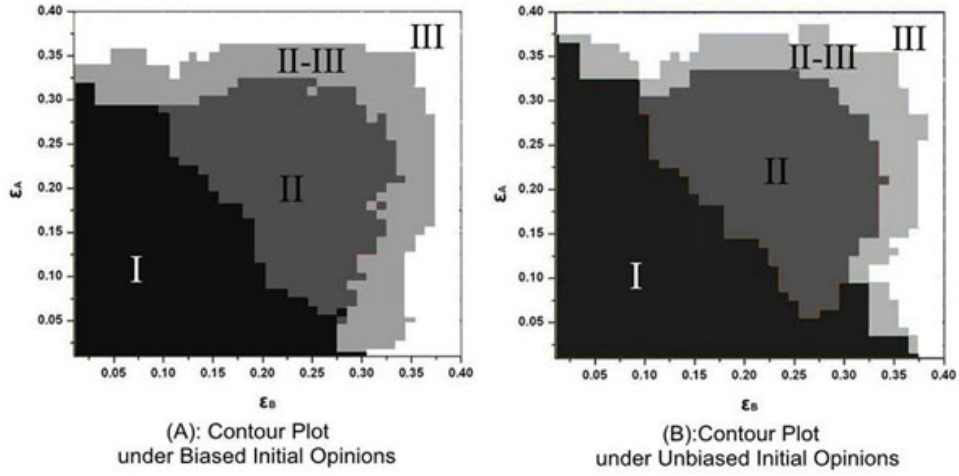 0.40
0.35
0.30
0.25
0.20
0.15
0.10
0.05
εA
III
II-III
II
I
0.05 0.10 0.15 0.20 0.25 0.30 0.35 0.40
εB
(A): Contour Plot
under Biased Initial Opinions
0.40
0.35
0.30
0.25
0.20
0.15
0.10
0.05
εA
III
II-III
II
I
0.05 0.10 0.15 0.20 0.25 0.30 0.35 0.40
εB
(B):Contour Plot
under Unbiased Initial Opinions